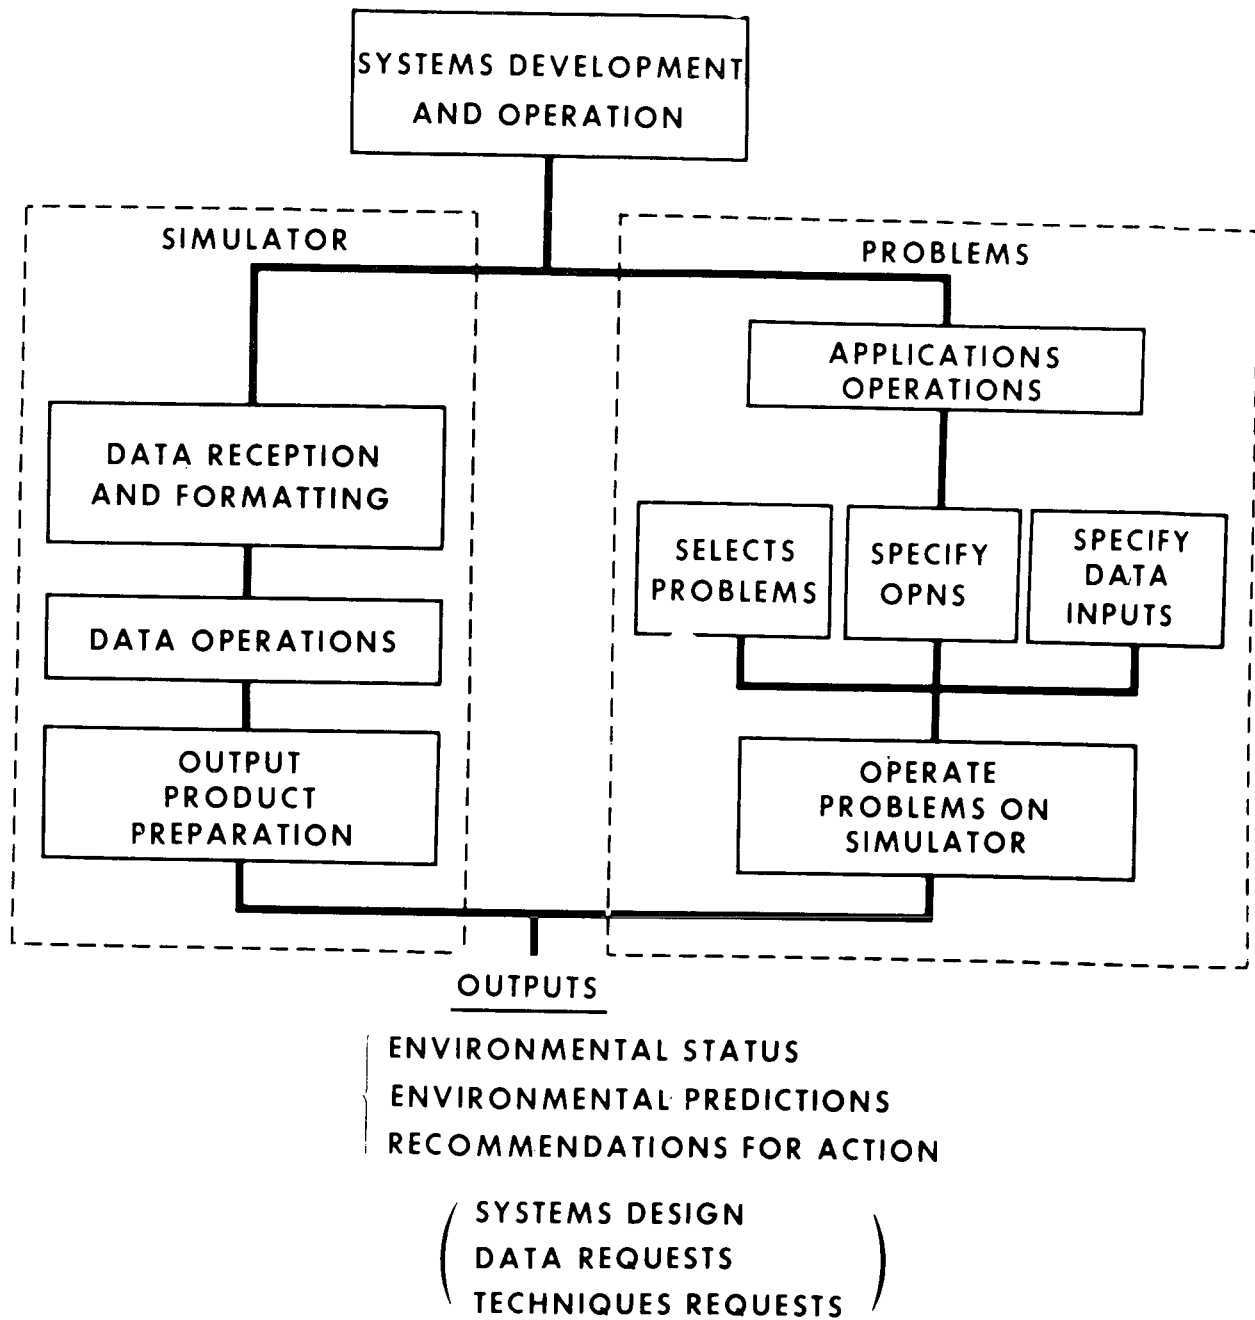 SYSTEMS DEVELOPMENT
AND OPERATION
SIMULATOR
DATA RECEPTION
AND FORMATTING
DATA OPERATIONS
OUTPUT
PRODUCT
PREPARATION
PROBLEMS
APPLICATIONS
OPERATIONS
SELECTS
PROBLEMS
SPECIFY
OPNS
SPECIFY
DATA
INPUTS
OPERATE
PROBLEMS ON
SIMULATOR
OUTPUTS
ENVIRONMENTAL STATUS
ENVIRONMENTAL PREDICTIONS
RECOMMENDATIONS FOR ACTION
SYSTEMS DESIGN
DATA REQUESTS
TECHNIQUES REQUESTS